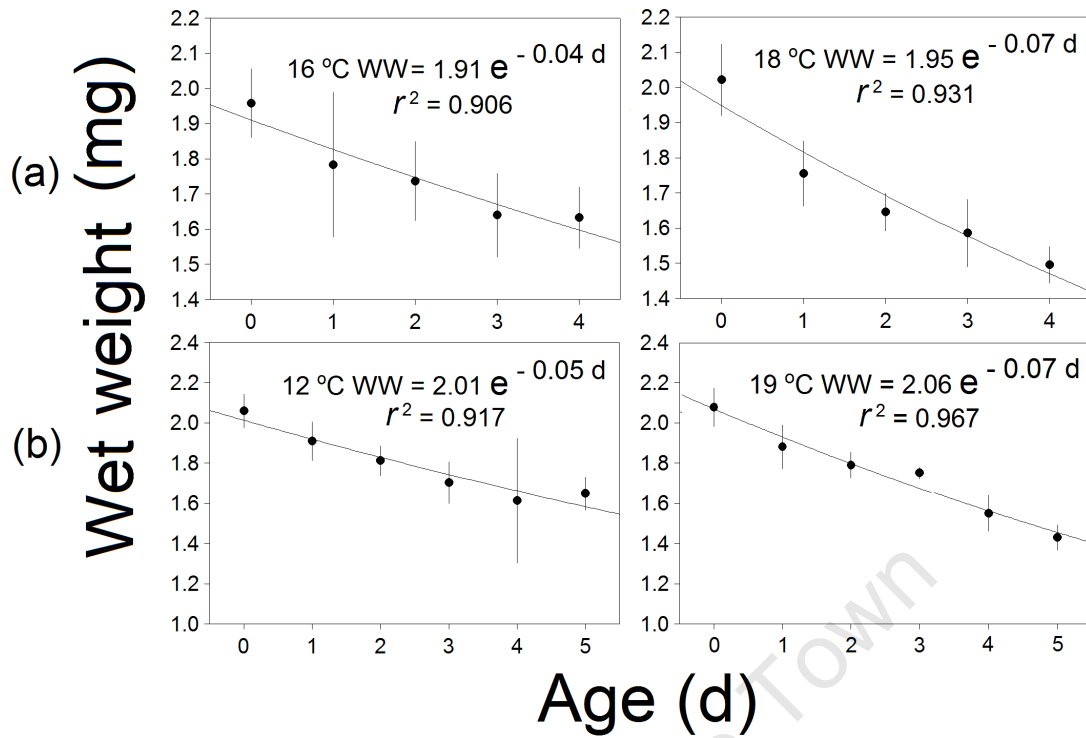 Wet weight (mg)
(a)
2.2
2.1
2.0
1.9
1.8
1.7
1.6
1.5
1.4
16 ºC WW = 1.91 e - 0.04 d
r² = 0.906
0 1 2 3 4
2.2
2.1
2.0
1.9
1.8
1.7
1.6
1.5
1.4
18 ºC WW = 1.95 e - 0.07 d
r² = 0.931
0 1 2 3 4
(b)
2.4
2.2
2.0
1.8
1.6
1.4
1.2
1.0
12 ºC WW = 2.01 e - 0.05 d
r² = 0.917
0 1 2 3 4 5
2.4
2.2
2.0
1.8
1.6
1.4
1.2
1.0
19 ºC WW = 2.06 e - 0.07 d
r² = 0.967
0 1 2 3 4 5
Age (d)
Town